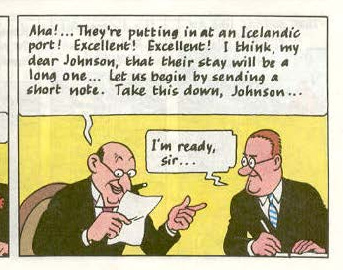 Aha!... They're putting in at an Icelandic
port! Excellent! Excellent! I think, my
dear Johnson, that their stay will be a
long one... Let us begin by sending a
short note. Take this down, Johnson...
I'm ready,
sir...